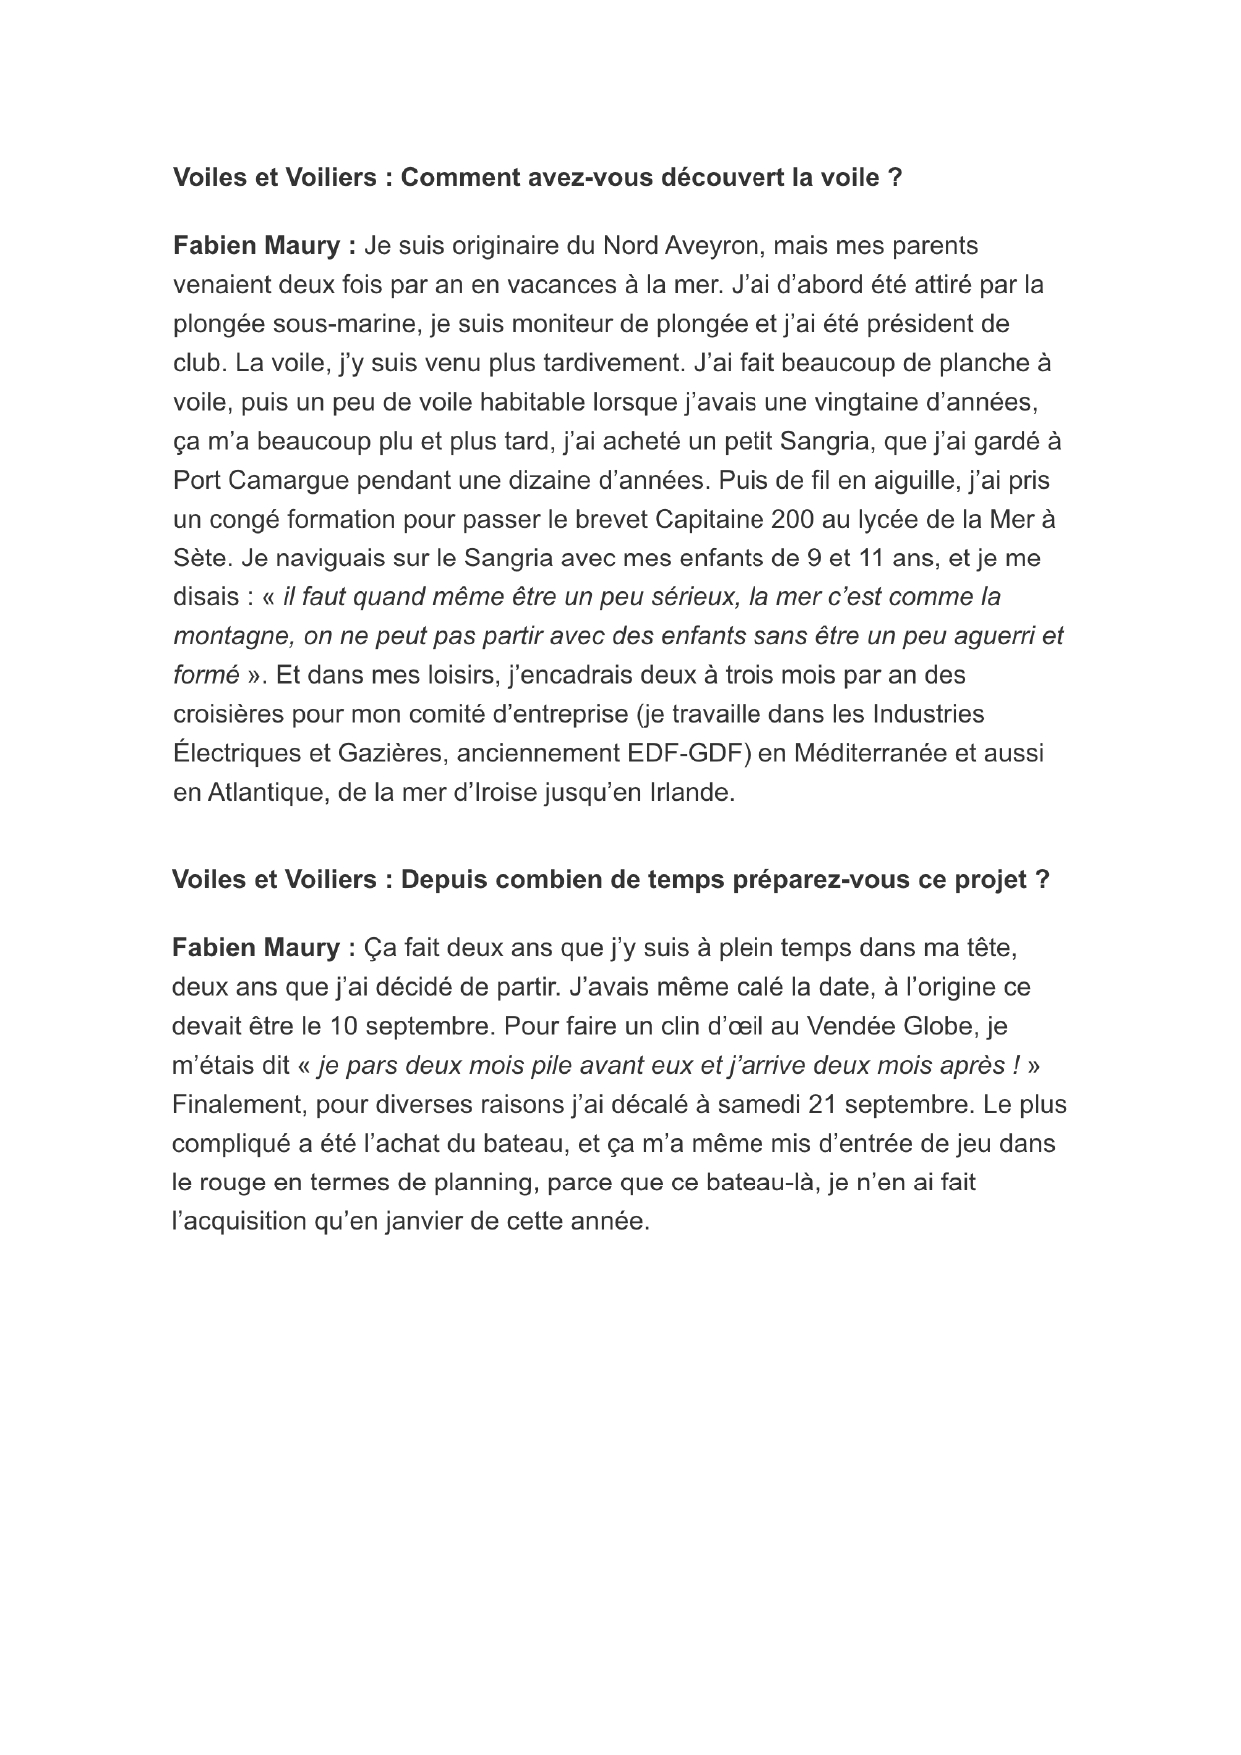 Voiles et Voiliers : Comment avez-vous découvert la voile ?
Fabien Maury : Je suis originaire du Nord Aveyron, mais mes parents
venaient deux fois par an en vacances à la mer. J’ai d’abord été attiré par la
plongée sous-marine, je suis moniteur de plongée et j’ai été président de
club. La voile, j’y suis venu plus tardivement. J’ai fait beaucoup de planche à
voile, puis un peu de voile habitable lorsque j’avais une vingtaine d’années,
ça m’a beaucoup plu et plus tard, j’ai acheté un petit Sangria, que j’ai gardé à
Port Camargue pendant une dizaine d’années. Puis de fil en aiguille, j’ai pris
un congé formation pour passer le brevet Capitaine 200 au lycée de la Mer à
Sète. Je naviguais sur le Sangria avec mes enfants de 9 et 11 ans, et je me
disais : « il faut quand même être un peu sérieux, la mer c’est comme la
montagne, on ne peut pas partir avec des enfants sans être un peu aguerri et
formé ». Et dans mes loisirs, j’encadrais deux à trois mois par an des
croisières pour mon comité d’entreprise (je travaille dans les Industries
Électriques et Gazières, anciennement EDF-GDF) en Méditerranée et aussi
en Atlantique, de la mer d’Iroise jusqu’en Irlande.
Voiles et Voiliers : Depuis combien de temps préparez-vous ce projet ?
Fabien Maury : Ça fait deux ans que j’y suis à plein temps dans ma tête,
deux ans que j’ai décidé de partir. J’avais même calé la date, à l’origine ce
devait être le 10 septembre. Pour faire un clin d’œil au Vendée Globe, je
m’étais dit « je pars deux mois pile avant eux et j’arrive deux mois après ! »
Finalement, pour diverses raisons j’ai décalé à samedi 21 septembre. Le plus
compliqué a été l’achat du bateau, et ça m’a même mis d’entrée de jeu dans
le rouge en termes de planning, parce que ce bateau-là, je n’en ai fait
l’acquisition qu’en janvier de cette année.